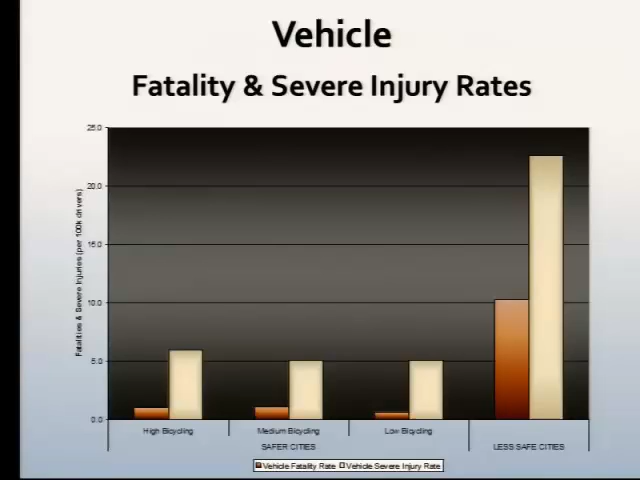 Vehicle
Fatality & Severe Injury Rates
25.0
20.0
15.0
10.0
5.0
0.0
Fatalities & Severe Injuries (per 100k drivers)
High Bicycling
Medium Bicycling
Low Bicycling
SAFER CITIES
LESS SAFE CITIES
Vehicle Fatality Rate
Vehicle Severe Injury Rate